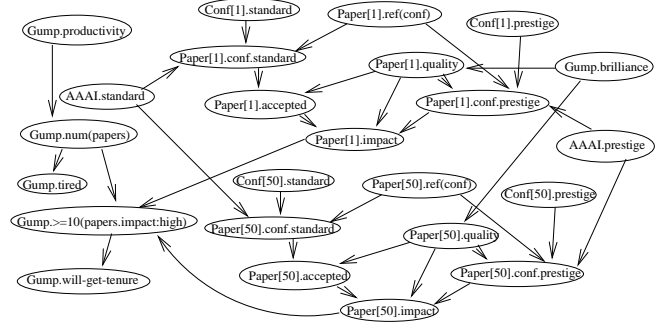 Conf[1].standard
Paper[1].ref(conf)
Conf[1].prestige
Gump.productivity
Paper[1].conf.standard
Paper[1].quality
Gump.brilliance
AAAI.standard
Paper[1].accepted
Paper[1].conf.prestige
Gump.num(papers)
Paper[1].impact
AAAI.prestige
Gump.tired
Conf[50].standard
Paper[50].ref(conf)
Conf[50].prestige
Gump.>=10(papers.impact:high)
Paper[50].conf.standard
Paper[50].quality
Gump.will-get-tenure
Paper[50].accepted
Paper[50].conf.prestige
Paper[50].impact